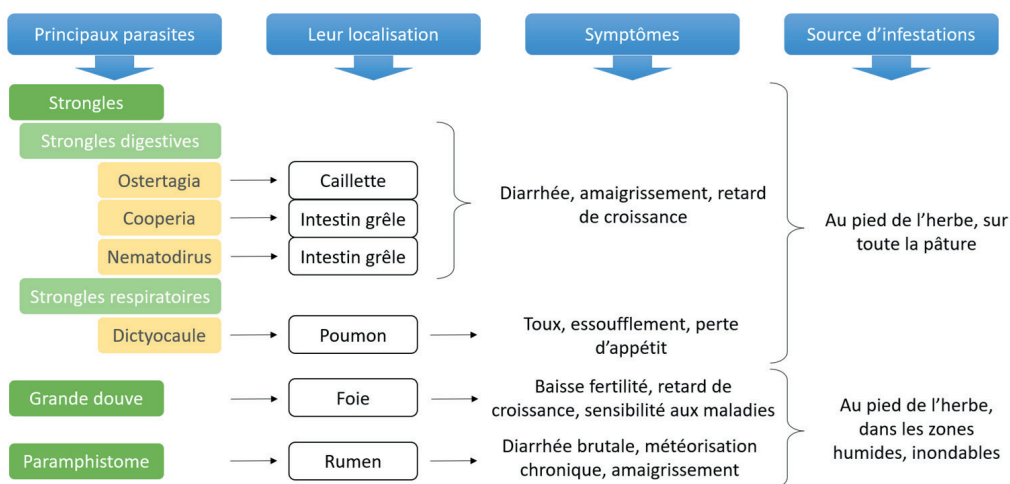 Principaux parasites
Leur localisation
Symptômes
Source d'infestations
Strongles
Strongles digestives
Ostertagia
Caillette
Cooperia
Intestin grêle
Nematodirus
Intestin grêle
Diarrhée, amaigrissement, retard
de croissance
Strongles respiratoires
Dictyocaule
Poumon
Toux, essoufflement, perte
d'appétit
Au pied de l'herbe, sur
toute la pâture
Grande douve
Foie
Baisse fertilité, retard de
croissance, sensibilité aux maladies
Paramphistome
Rumen
Diarrhée brutale, météorisation
chronique, amaigrissement
Au pied de l'herbe,
dans les zones
humides, inondables